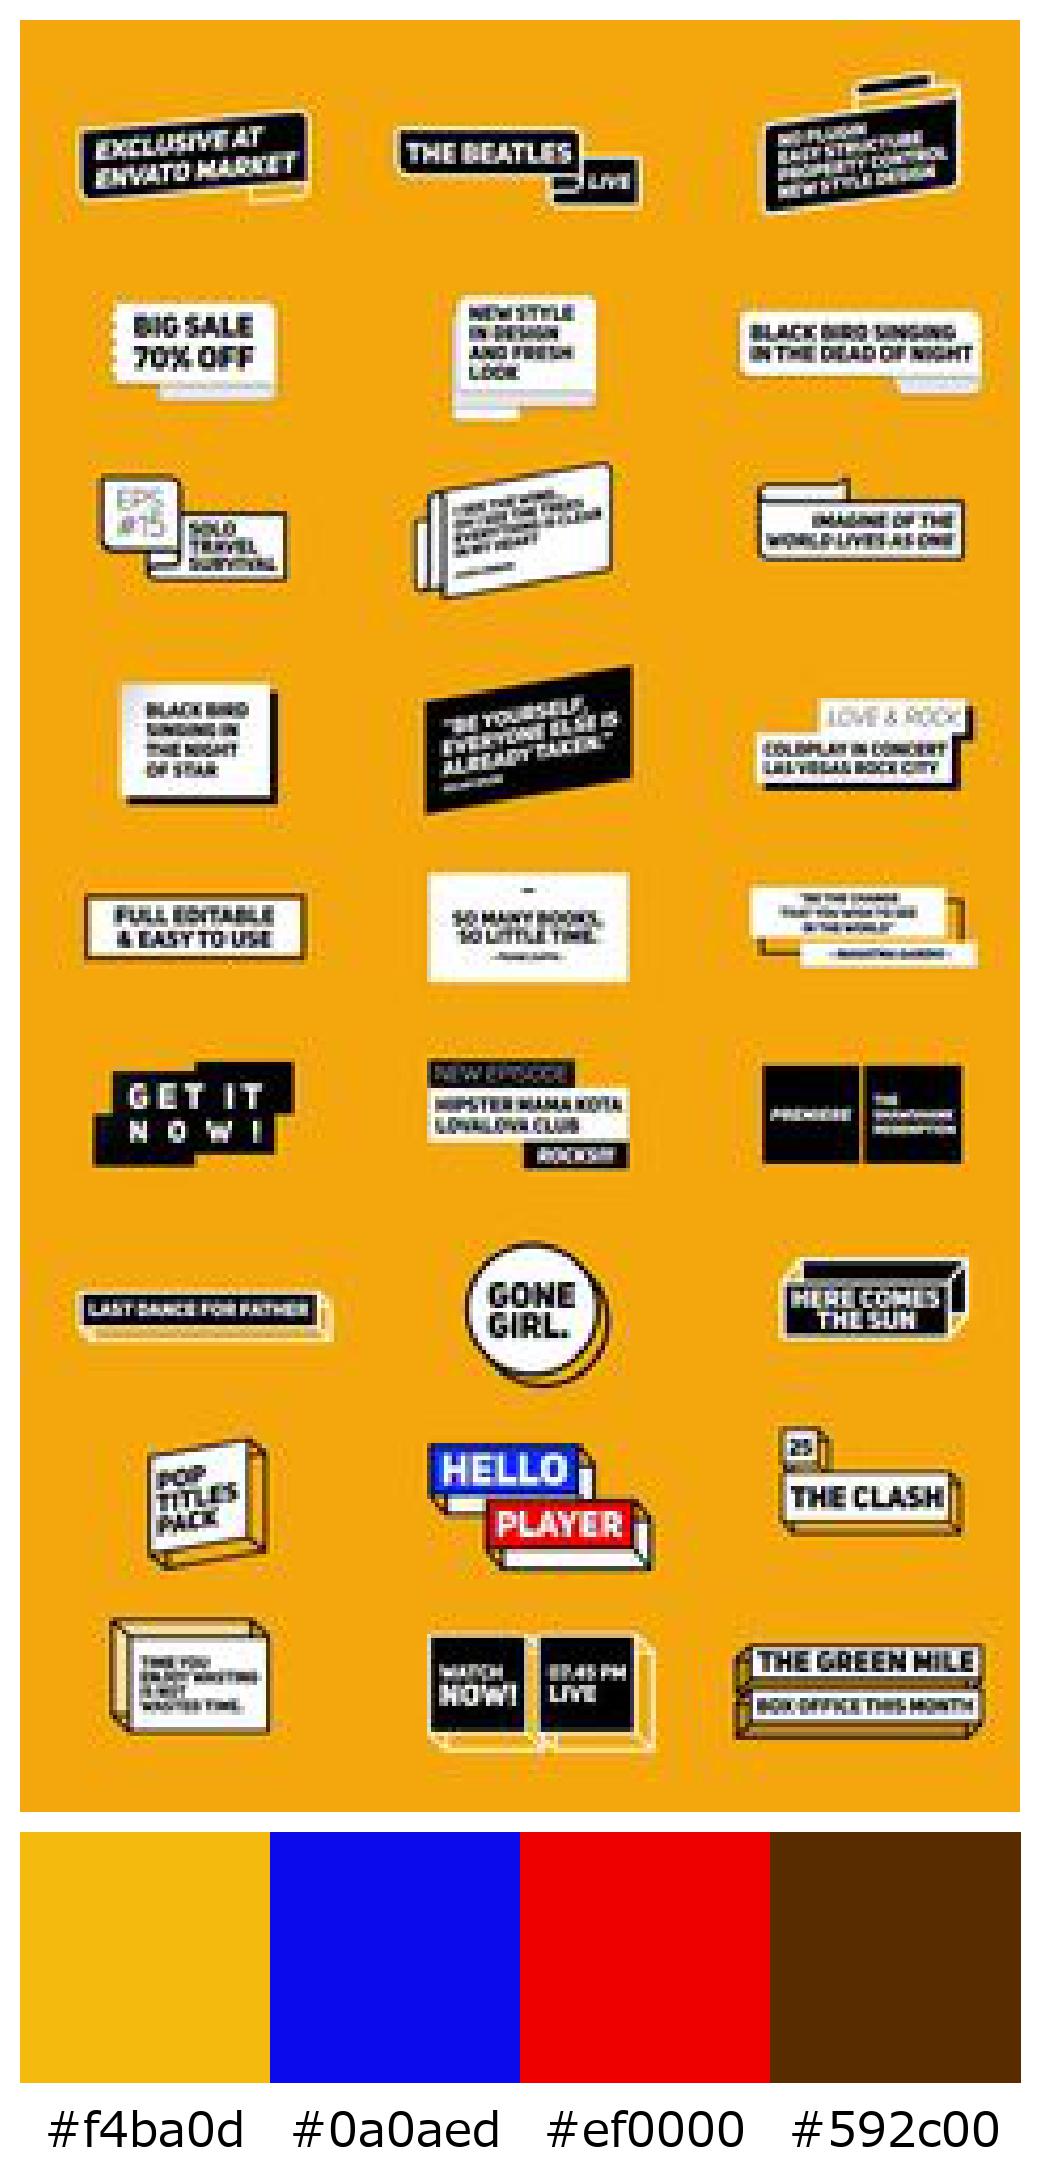 EXCLUSIVE AT
ENVATO MARKET
THE BEATLES
LIVE
NO PLUGIN
EASY STRUCTURE
PROPERTY CONTROL
NEW STYLE DESIGN
BIG SALE
70% OFF
NEW STYLE
IN DESIGN
AND FRESH
LOOK
BLACK BIRD SINGING
IN THE DEAD OF NIGHT
EPS
#15
SOLO
TRAVEL
SURVIVAL
EVERYTHING IS CLEAR
IN MY HEART
IMAGINE OF THE
WORLD LIVES AS ONE
BLACK BIRD
SINGING IN
THE NIGHT
OF STAR
"BE YOURSELF,
EVERYONE ELSE IS
ALREADY TAKEN."
LOVE & ROCK
COLDPLAY IN CONCERT
LAS VEGAS ROCK CITY
FULL EDITABLE
& EASY TO USE
SO MANY BOOKS,
SO LITTLE TIME.
"BE THE CHANGE
THAT YOU WISH TO SEE
IN THE WORLD"
GET IT
NOW!
NEW EPISODE
HIPSTER MAMA KOTA
LOVALOVA CLUB
ROCKS!!!
PREMIERE
THE
SHAWSHANK
REDEMPTION
LAST DANCE FOR FATHER
GONE
GIRL.
HERE COMES
THE SUN
POP
TITLES
PACK
HELLO
PLAYER
25
THE CLASH
TIME YOU
ENJOY WASTING
IS NOT
WASTED TIME.
WATCH
NOW!
07:45 PM
LIVE
THE GREEN MILE
BOX OFFICE THIS MONTH
#f4ba0d
#0a0aed
#ef0000
#592c00